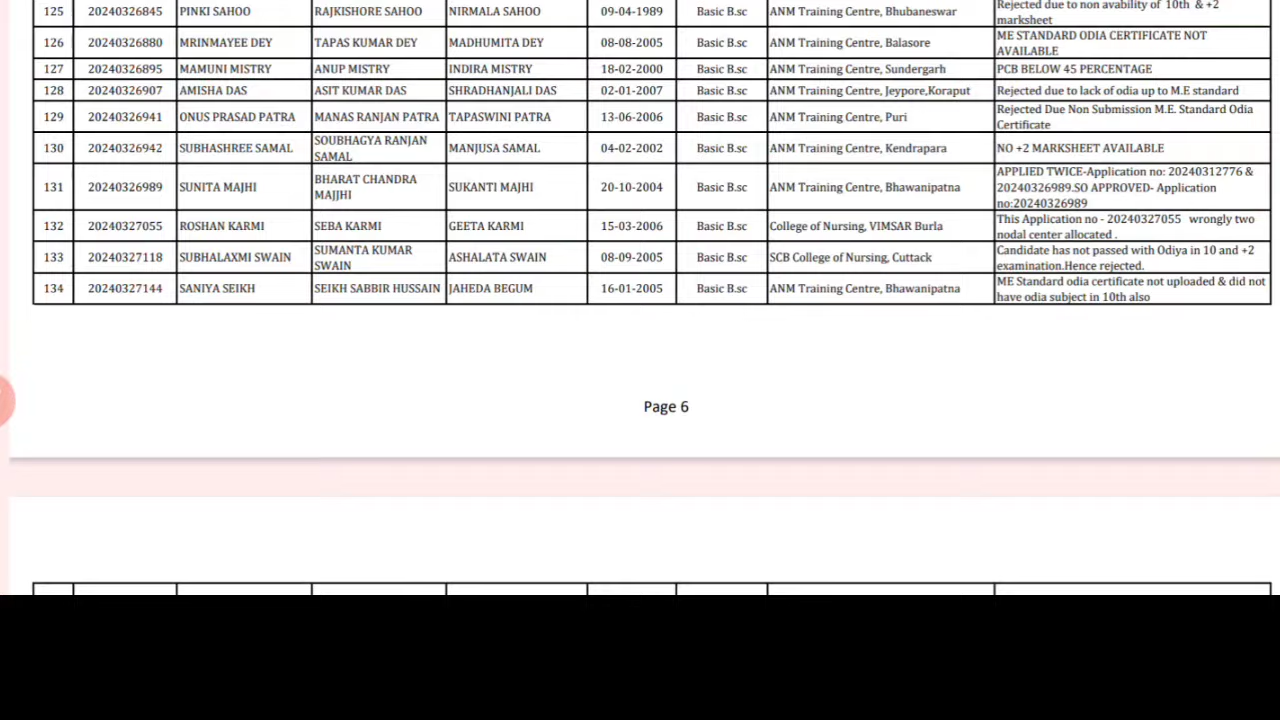 125 20240326845 PINKI SAHOO RAJKISHORE SAHOO NIRMALA SAHOO 09-04-1989 Basic B.sc ANM Training Centre, Bhubaneswar Rejected due to non avability of 10th & +2
marksheet
126 20240326880 MRINMAYEE DEY TAPAS KUMAR DEY MADHUMITA DEY 08-08-2005 Basic B.sc ANM Training Centre, Balasore ME STANDARD ODIA CERTIFICATE NOT
AVAILABLE
127 20240326895 MAMUNI MISTRY ANUP MISTRY INDIRA MISTRY 18-02-2000 Basic B.sc ANM Training Centre, Sundergarh PCB BELOW 45 PERCENTAGE
128 20240326907 AMISHA DAS ASIT KUMAR DAS SHRADHANJALI DAS 02-01-2007 Basic B.sc ANM Training Centre, Jeypore,Koraput Rejected due to lack of odia up to M.E standard
129 20240326941 ONUS PRASAD PATRA MANAS RANJAN PATRA TAPASWINI PATRA 13-06-2006 Basic B.sc ANM Training Centre, Puri Rejected Due Non Submission M.E. Standard Odia
Certificate
130 20240326942 SUBHASHREE SAMAL SOUBHAGYA RANJAN
SAMAL MANJUSA SAMAL 04-02-2002 Basic B.sc ANM Training Centre, Kendrapara NO +2 MARKSHEET AVAILABLE
131 20240326989 SUNITA MAJHI BHARAT CHANDRA
MAJJHI SUKANTI MAJHI 20-10-2004 Basic B.sc ANM Training Centre, Bhawanipatna APPLIED TWICE-Application no: 20240312776 &
20240326989.SO APPROVED- Application
no:20240326989
132 20240327055 ROSHAN KARMI SEBA KARMI GEETA KARMI 15-03-2006 Basic B.sc College of Nursing, VIMSAR Burla This Application no - 20240327055 wrongly two
nodal center allocated .
133 20240327118 SUBHALAXMI SWAIN SUMANTA KUMAR
SWAIN ASHALATA SWAIN 08-09-2005 Basic B.sc SCB College of Nursing, Cuttack Candidate has not passed with Odiya in 10 and +2
examination.Hence rejected.
134 20240327144 SANIYA SEIKH SEIKH SABBIR HUSSAIN JAHEDA BEGUM 16-01-2005 Basic B.sc ANM Training Centre, Bhawanipatna ME Standard odia certificate not uploaded & did not
have odia subject in 10th also
Page 6